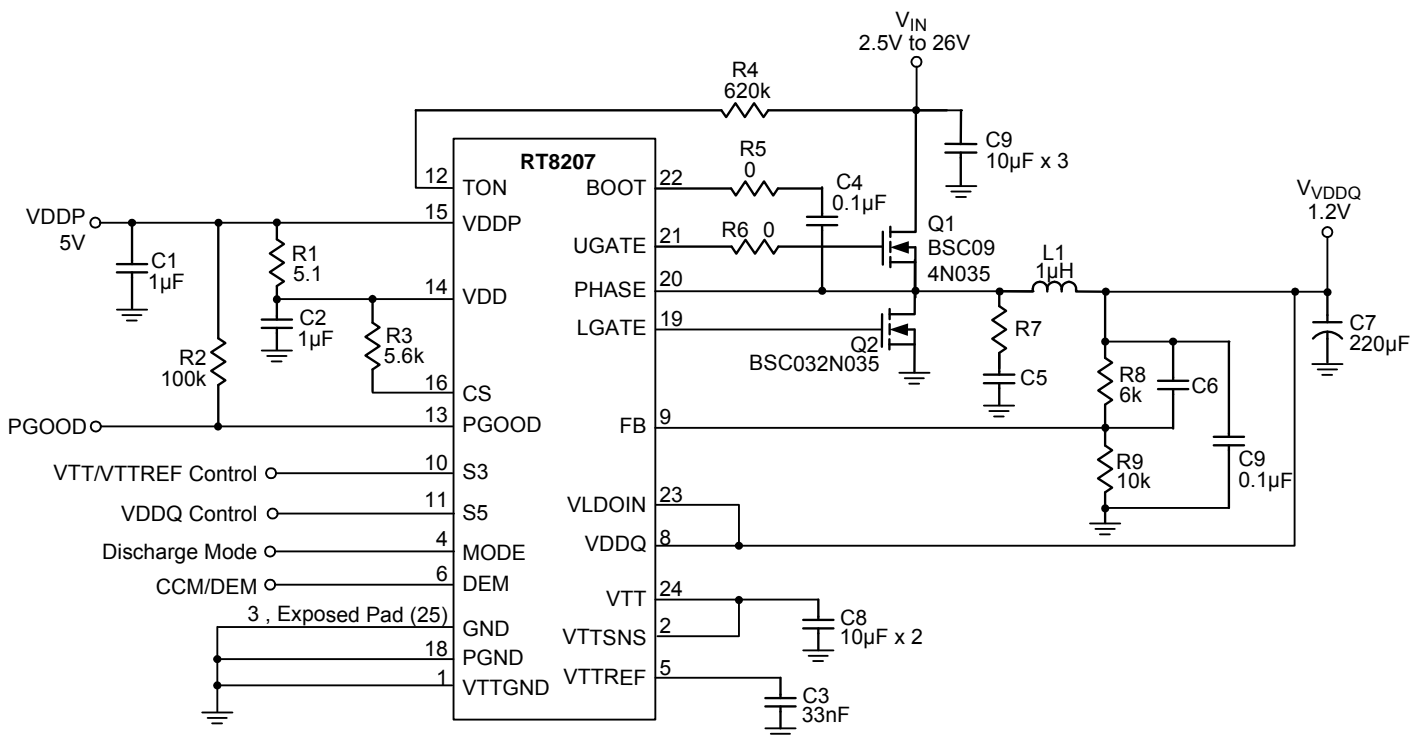 VIN
2.5V to 26V
R4
620k
C9
10µF x 3
RT8207
12
TON
BOOT
22
R5
0
C4
0.1µF
VDDP
5V
15
VDDP
VVDDQ
1.2V
UGATE
21
R6 0
Q1
BSC09
4N035
C1
1µF
R1
5.1
14
VDD
PHASE
20
L1
1µH
LGATE
19
Q2
BSC032N035
R7
C5
C7
220µF
C2
1µF
R3
5.6k
R2
100k
16
CS
R8
6k
C6
PGOOD
13
PGOOD
FB
9
R9
10k
C9
0.1µF
VTT/VTTREF Control
10
S3
VDDQ Control
11
S5
VLDOIN
23
VDDQ
8
Discharge Mode
4
MODE
CCM/DEM
6
DEM
VTT
24
C8
10µF x 2
3 , Exposed Pad (25)
GND
VTTSNS
2
18
PGND
1
VTTGND
VTTREF
5
C3
33nF